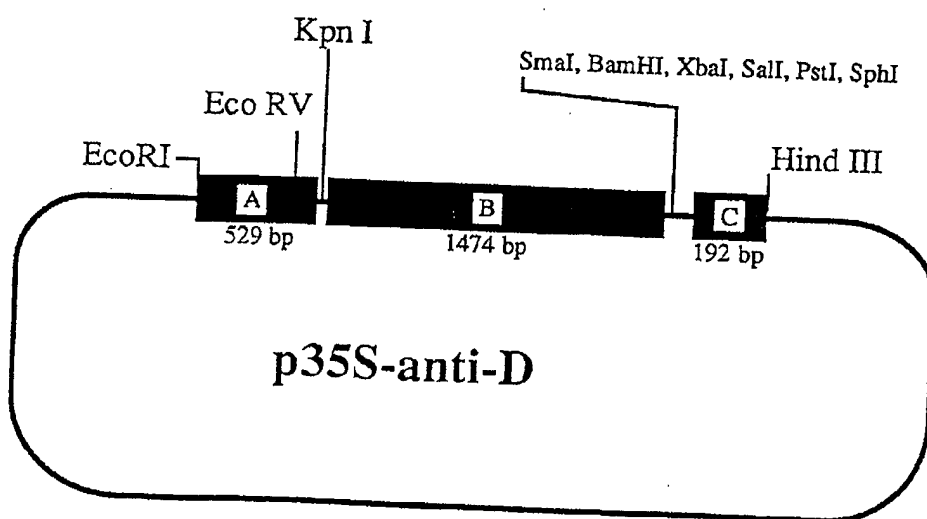 Kpn I
SmaI, BamHI, XbaI, SalI, PstI, SphI
Eco RV
EcoRI
Hind III
A
B
C
529 bp
1474 bp
192 bp
p35S-anti-D